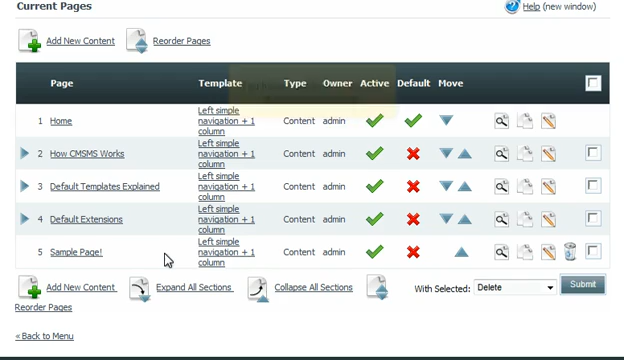 Current Pages
Help (new window)
Add New Content Reorder Pages
Page Template Type Owner Active Default Move
1 Home Left simple navigation + 1 column Content admin
2 How CMSMS Works Left simple navigation + 1 column Content admin
3 Default Templates Explained Left simple navigation + 1 column Content admin
4 Default Extensions Left simple navigation + 1 column Content admin
5 Sample Page! Left simple navigation + 1 column Content admin
Add New Content Expand All Sections Collapse All Sections With Selected: Delete Submit
Reorder Pages
«Back to Menu